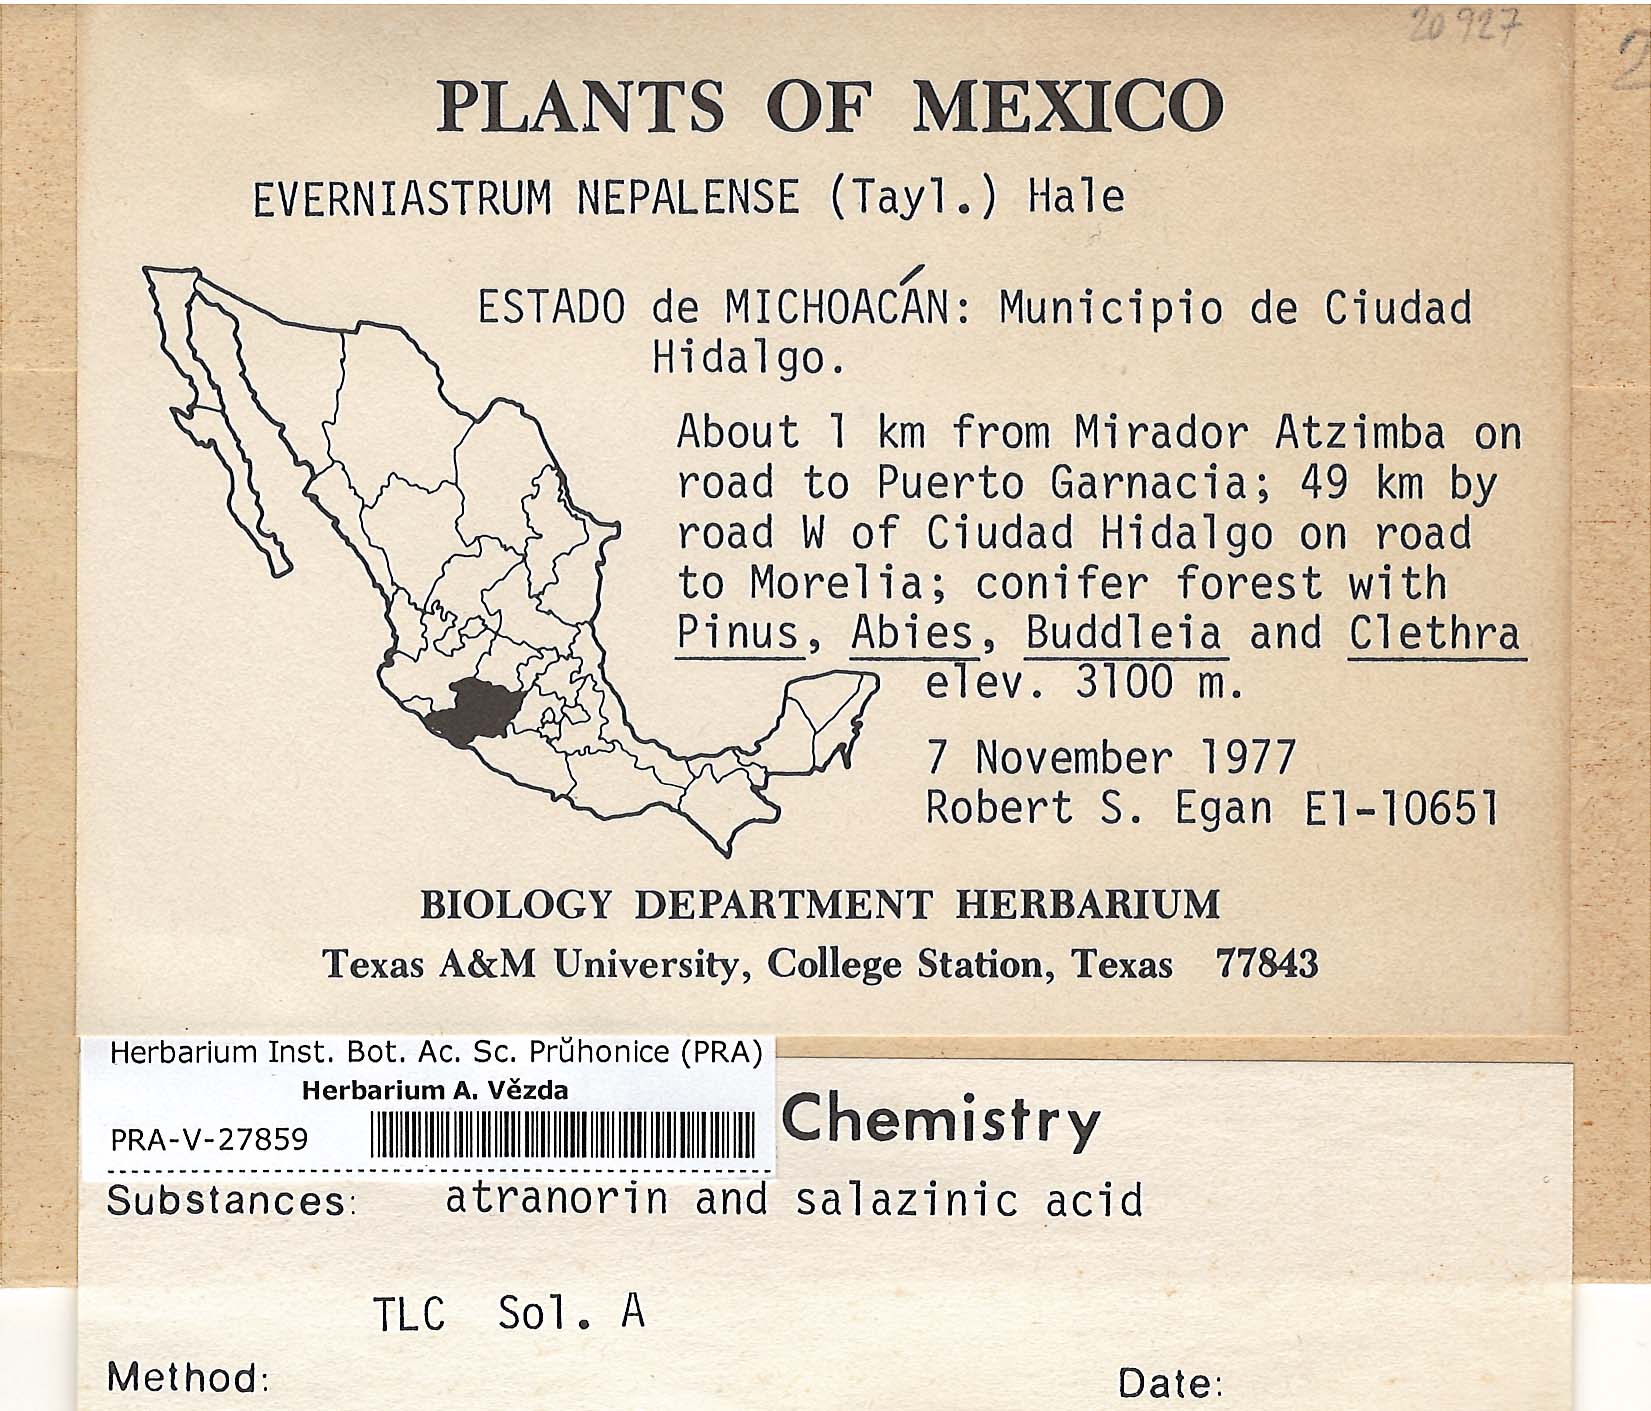 20927
2
PLANTS OF MEXICO
EVERNIASTRUM NEPALENSE (Tayl.) Hale
ESTADO de MICHOACÁN: Municipio de Ciudad
Hidalgo.
About 1 km from Mirador Atzimba on
road to Puerto Garnacia; 49 km by
road W of Ciudad Hidalgo on road
to Morelia; conifer forest with
Pinus, Abies, Buddleia and Clethra
elev. 3100 m.
7 November 1977
Robert S. Egan El-10651
BIOLOGY DEPARTMENT HERBARIUM
Texas A&M University, College Station, Texas 77843
Herbarium Inst. Bot. Ac. Sc. Prŭhonice (PRA)
Herbarium A. Vězda
PRA-V-27859
Chemistry
Substances: atranorin and salazinic acid
TLC Sol. A
Method: Date: